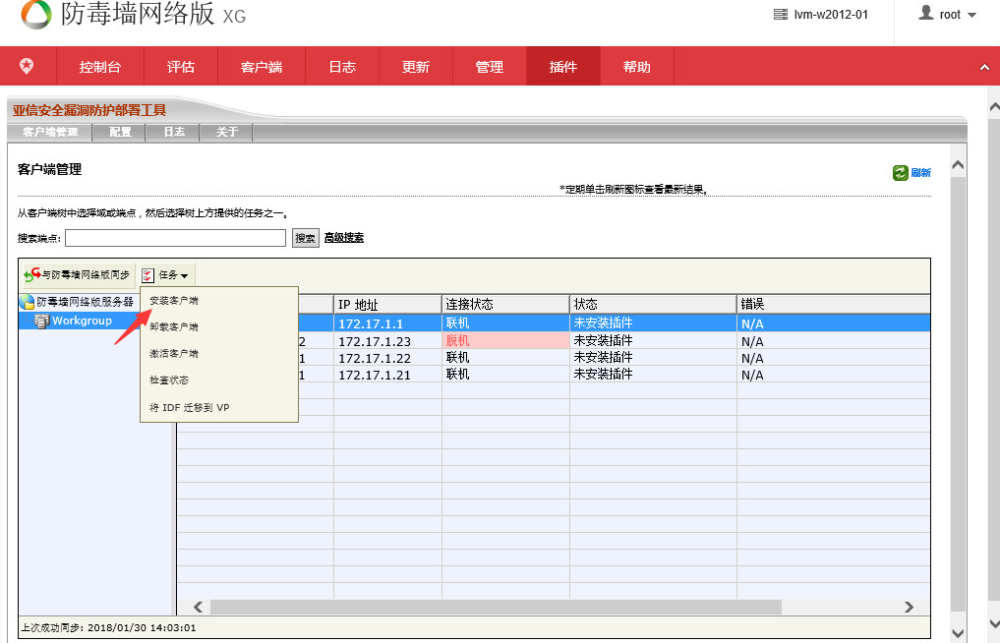 防毒墙网络版 XG
lvm-w2012-01
root
控制台 评估 客户端 日志 更新 管理 插件 帮助
亚信安全漏洞防护部署工具
客户端管理 配置 日志 关于
客户端管理
刷新
*定期单击刷新图标查看最新结果。
从客户端树中选择域或端点，然后选择树上方提供的任务之一。
搜索端点: 搜索 高级搜索
与防毒墙网络版同步 任务
防毒墙网络版服务器
Workgroup
安装客户端
卸载客户端
激活客户端
检查状态
将 IDF 迁移到 VP
IP 地址 连接状态 状态 错误
172.17.1.1 联机 未安装插件 N/A
2 172.17.1.23 脱机 未安装插件 N/A
1 172.17.1.22 联机 未安装插件 N/A
1 172.17.1.21 联机 未安装插件 N/A
上次成功同步: 2018/01/30 14:03:01